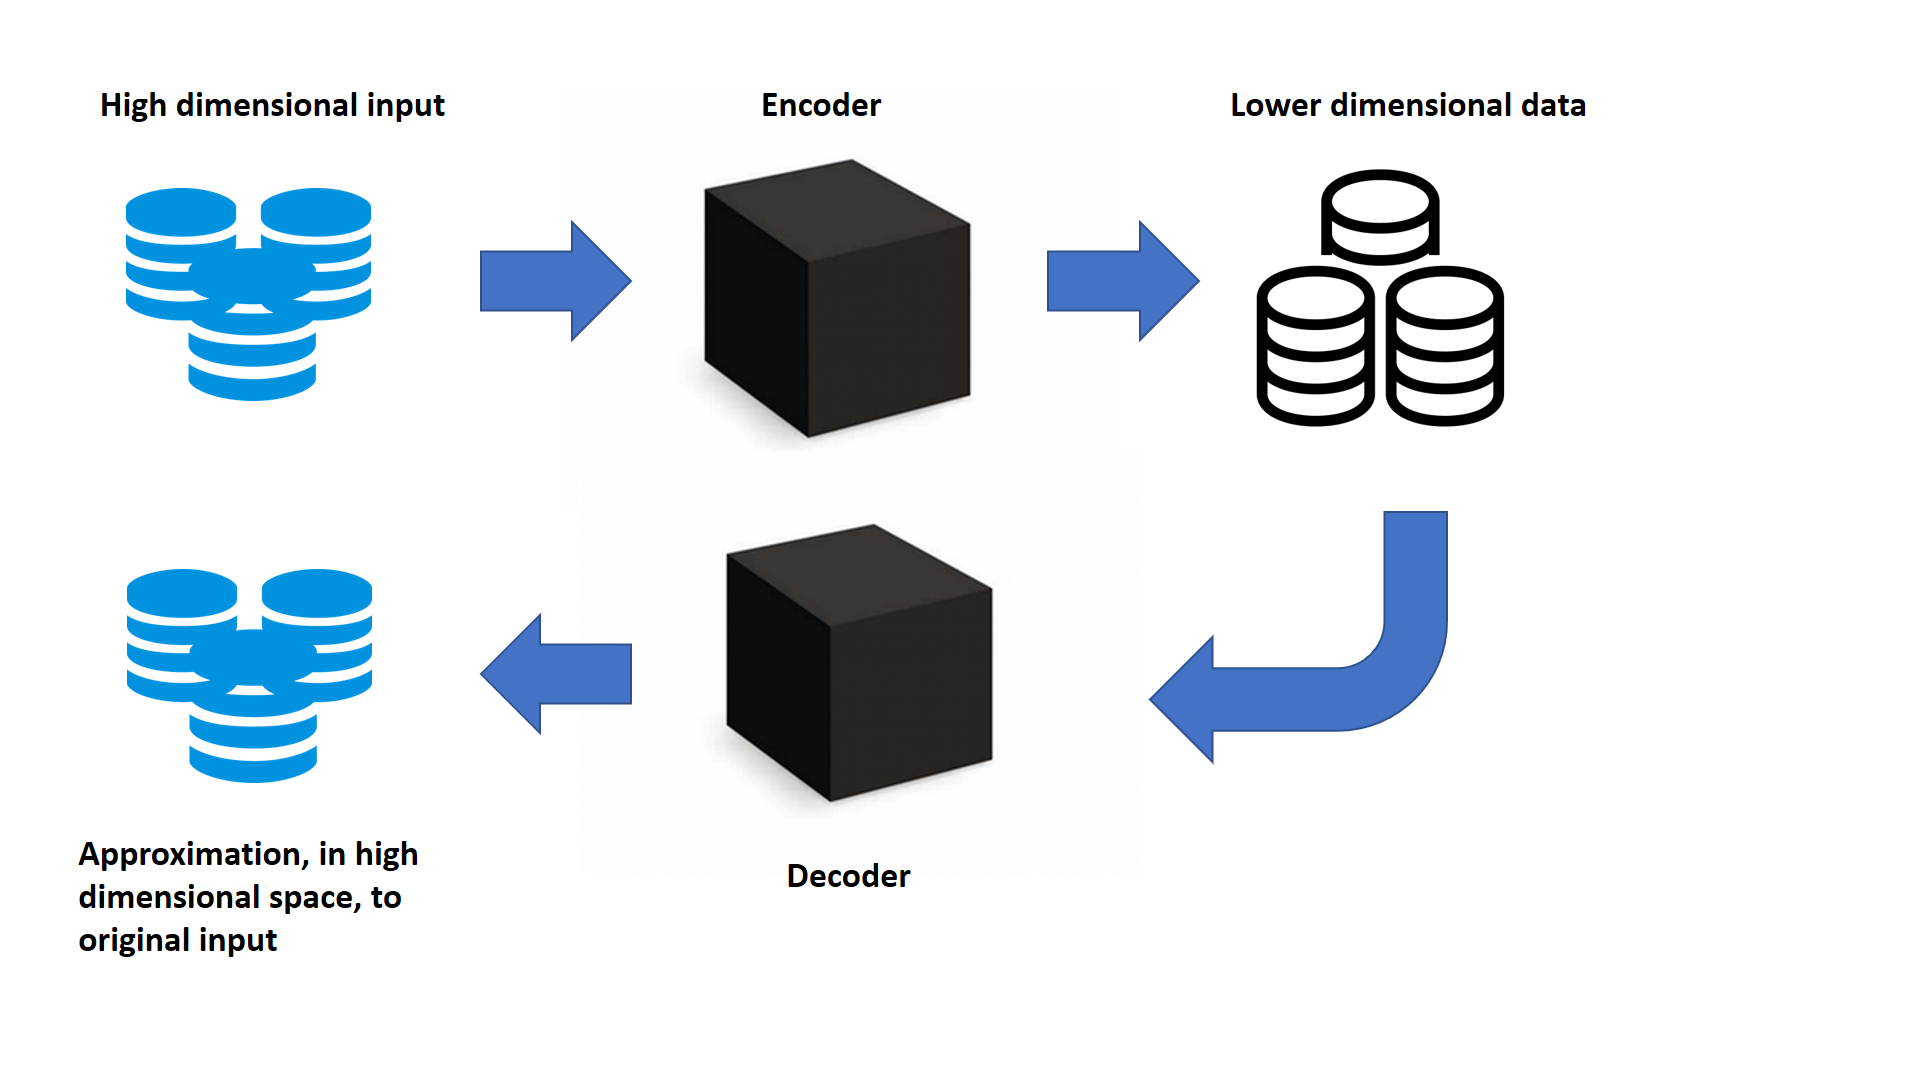 High dimensional input
Encoder
Lower dimensional data
Approximation, in high
dimensional space, to
original input
Decoder